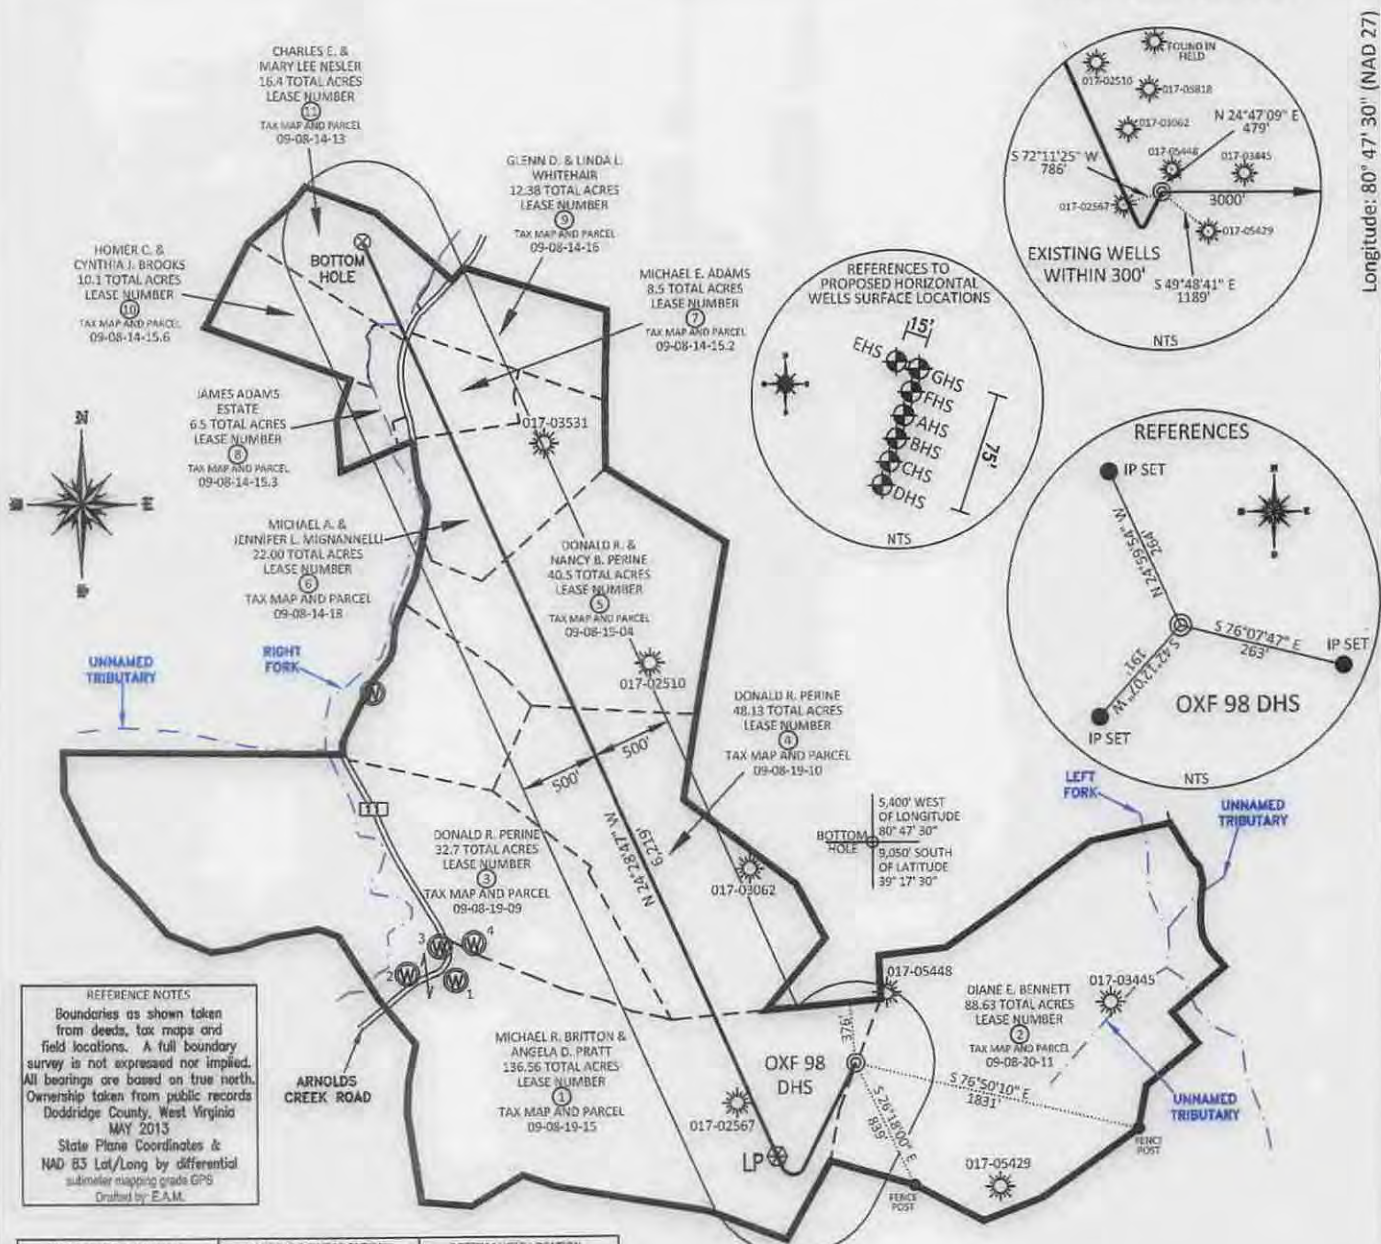 CHARLES E. &
MARY LEE NESLER
16.4 TOTAL ACRES
LEASE NUMBER
11
TAX MAP AND PARCEL
09-08-14-13
GLENN D. & LINDA L.
WHITEHAIR
12.38 TOTAL ACRES
LEASE NUMBER
9
TAX MAP AND PARCEL
09-08-14-16
HOMER C. &
CYNTHIA J. BROOKS
10.1 TOTAL ACRES
LEASE NUMBER
10
TAX MAP AND PARCEL
09-08-14-15.6
BOTTOM
HOLE
MICHAEL E. ADAMS
8.5 TOTAL ACRES
LEASE NUMBER
7
TAX MAP AND PARCEL
09-08-14-15.2
JAMES ADAMS
ESTATE
6.5 TOTAL ACRES
LEASE NUMBER
8
TAX MAP AND PARCEL
09-08-14-15.3
017-03531
MICHAEL A. &
JENNIFER L. MIGNANNELLI
22.00 TOTAL ACRES
LEASE NUMBER
6
TAX MAP AND PARCEL
09-08-14-18
DONALD R. &
NANCY B. PERINE
40.5 TOTAL ACRES
LEASE NUMBER
5
TAX MAP AND PARCEL
09-08-15-04
017-02510
UNNAMED
TRIBUTARY
RIGHT
FORK
W
DONALD R. PERINE
48.13 TOTAL ACRES
LEASE NUMBER
4
TAX MAP AND PARCEL
09-08-19-10
500'
500'
N 24°28'47" W
6,219'
11
DONALD R. PERINE
32.7 TOTAL ACRES
LEASE NUMBER
3
TAX MAP AND PARCEL
09-08-19-09
017-03062
3
W
W
4
2
W
W
1
ARNOLDS
CREEK ROAD
MICHAEL R. BRITTON &
ANGELA D. PRATT
136.56 TOTAL ACRES
LEASE NUMBER
1
TAX MAP AND PARCEL
09-08-19-15
017-02567
LP
OXF 98
DHS
376'
017-05448
DIANE E. BENNETT
88.63 TOTAL ACRES
LEASE NUMBER
2
TAX MAP AND PARCEL
09-08-20-11
017-03445
S 76°50'10" E
1831'
S 26°18'00" E
839'
FENCE
POST
FENCE
POST
017-05429
UNNAMED
TRIBUTARY
LEFT
FORK
UNNAMED
TRIBUTARY
BOTTOM
HOLE
5,400' WEST
OF LONGITUDE
80° 47' 30"
9,050' SOUTH
OF LATITUDE
39° 17' 30"
Longitude: 80° 47' 30" (NAD 27)
FOUND IN
FIELD
017-02510
017-05818
017-03062
N 24°47'09" E
479'
S 72°11'25" W
786'
017-05448
017-03445
017-02567
3000'
017-05429
EXISTING WELLS
WITHIN 300'
S 49°48'41" E
1189'
NTS
REFERENCES TO
PROPOSED HORIZONTAL
WELLS SURFACE LOCATIONS
15'
EHS
GHS
FHS
AHS
BHS
CHS
DHS
75'
NTS
REFERENCES
IP SET
N 24°59'54" W
264'
S 76°07'47" E
263'
IP SET
S 42°12'07" W
191'
IP SET
OXF 98 DHS
NTS
REFERENCE NOTES
Boundaries as shown taken
from deeds, tax maps and
field locations. A full boundary
survey is not expressed nor implied.
All bearings are based on true north.
Ownership taken from public records
Doddridge County, West Virginia
MAY 2013
State Plane Coordinates &
NAD 83 Lat/Long by differential
submeter mapping grade GPS
Drafted by: E.A.M.